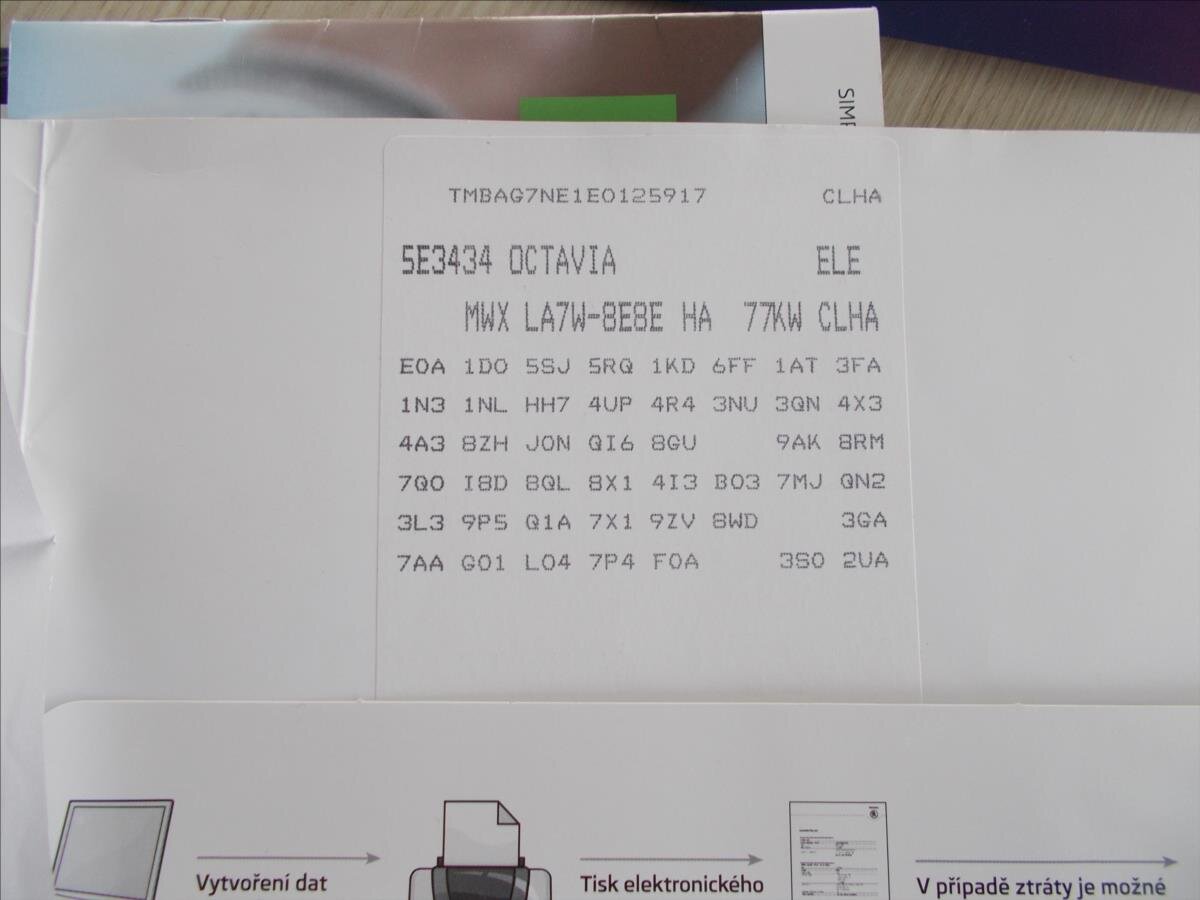 SIMP
TMBAG7NE1E0125917 CLHA
5E3434 OCTAVIA ELE
MWX LA7W-8E8E HA 77KW CLHA
E0A 1D0 5SJ 5RQ 1KD 6FF 1AT 3FA
1N3 1NL HH7 4UP 4R4 3NU 3QN 4X3
4A3 8ZH J0N QI6 8GU 9AK 8RM
7Q0 I8D 8QL 8X1 4I3 B03 7MJ QN2
3L3 9P5 Q1A 7X1 9ZV 8WD 3GA
7AA G01 L04 7P4 F0A 3S0 2UA
Vytvoření dat
Tisk elektronického
V případě ztráty je možné